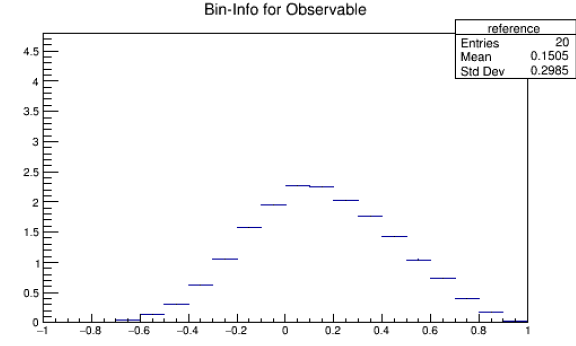 Bin-Info for Observable
reference
Entries 20
Mean 0.1505
Std Dev 0.2985
4.5
4
3.5
3
2.5
2
1.5
1
0.5
0
−1 −0.8 −0.6 −0.4 −0.2 0 0.2 0.4 0.6 0.8 1